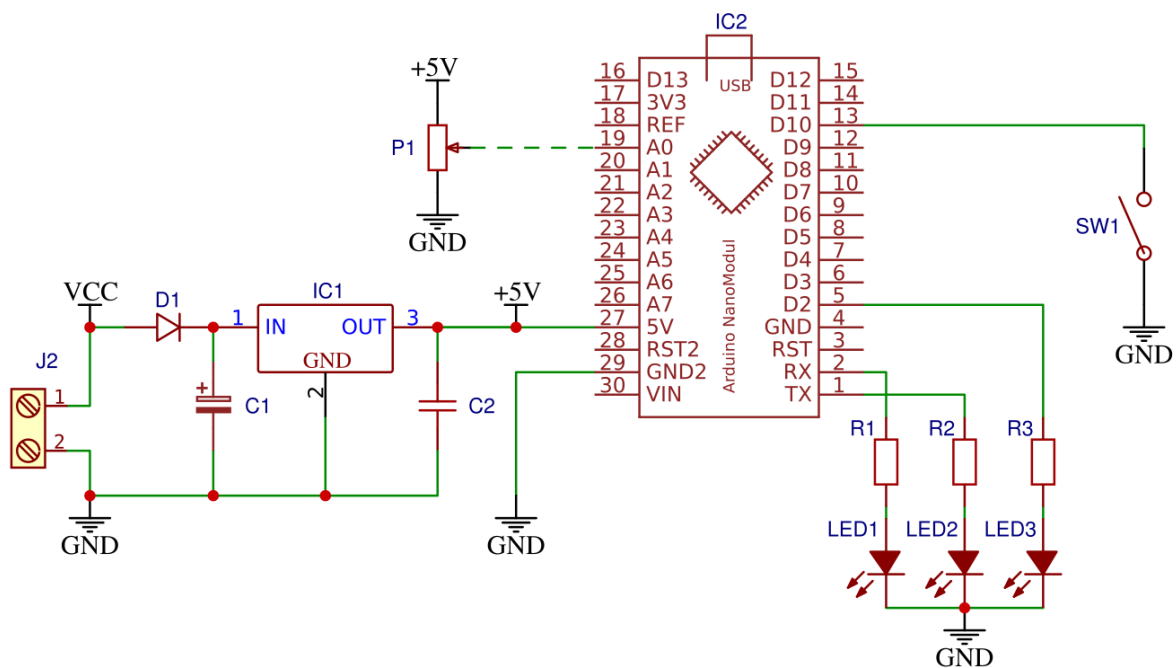 IC2
+5V
P1
GND
USB
16 D13 D12 15
17 3V3 D11 14
18 REF D10 13
19 A0 D9 12
20 A1 D8 11
21 A2 D7 10
22 A3 D6 9
23 A4 D5 8
24 A5 D4 7
25 A6 D3 6
26 A7 D2 5
27 5V GND 4
28 RST2 RST 3
29 GND2 RX 2
30 VIN TX 1
Arduino NanoModul
SW1
GND
VCC
D1
IC1
+5V
1 IN OUT 3
GND
2
J2
1
2
C1
C2
GND
GND
R1 R2 R3
LED1 LED2 LED3
GND